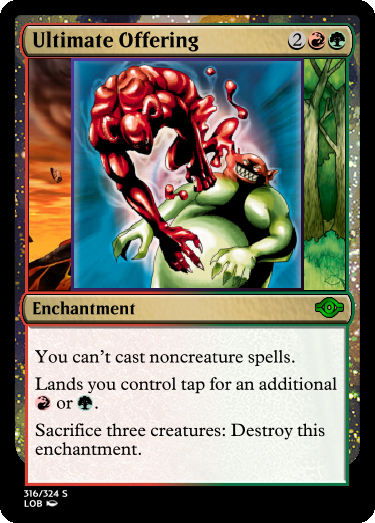 Ultimate Offering 2
Enchantment
You can't cast noncreature spells.
Lands you control tap for an additional
or .
Sacrifice three creatures: Destroy this
enchantment.
316/324 S
LOB